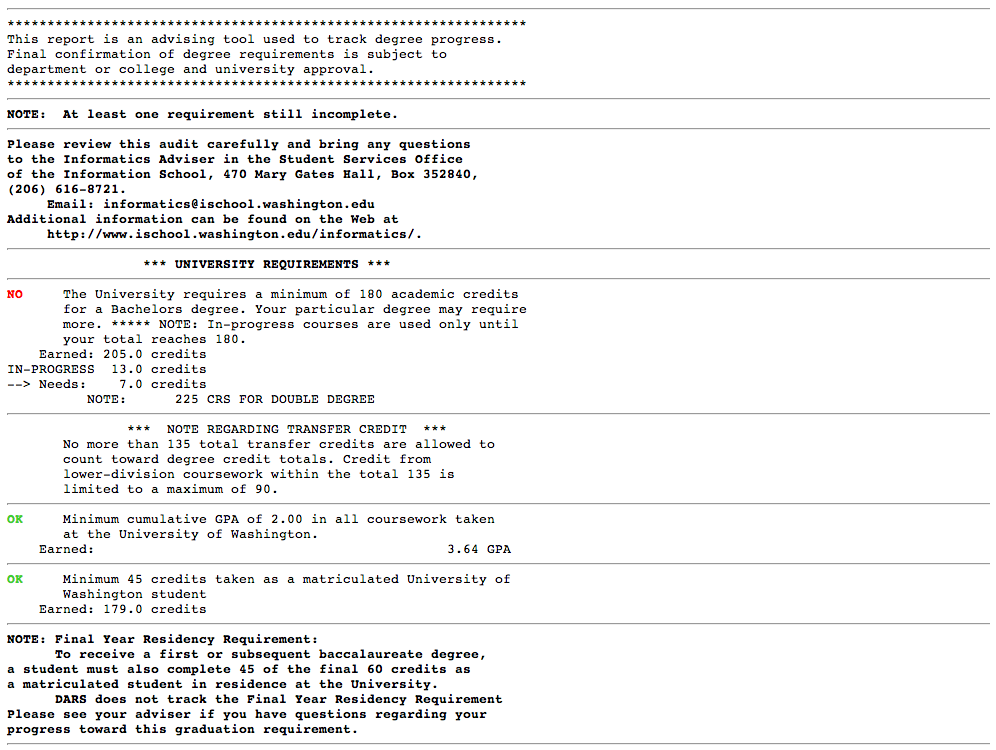 *****************************************************************
This report is an advising tool used to track degree progress.
Final confirmation of degree requirements is subject to
department or college and university approval.
*****************************************************************
NOTE:  At least one requirement still incomplete.
Please review this audit carefully and bring any questions
to the Informatics Adviser in the Student Services Office
of the Information School, 470 Mary Gates Hall, Box 352840,
(206) 616-8721.
     Email: informatics@ischool.washington.edu
Additional information can be found on the Web at
     http://www.ischool.washington.edu/informatics/.
                 *** UNIVERSITY REQUIREMENTS ***
NO     The University requires a minimum of 180 academic credits
       for a Bachelors degree. Your particular degree may require
       more. ***** NOTE: In-progress courses are used only until
       your total reaches 180.
    Earned: 205.0 credits
IN-PROGRESS  13.0 credits
--> Needs:    7.0 credits
          NOTE:      225 CRS FOR DOUBLE DEGREE
               ***  NOTE REGARDING TRANSFER CREDIT  ***
       No more than 135 total transfer credits are allowed to
       count toward degree credit totals. Credit from
       lower-division coursework within the total 135 is
       limited to a maximum of 90.
OK     Minimum cumulative GPA of 2.00 in all coursework taken
       at the University of Washington.
    Earned:                                            3.64 GPA
OK     Minimum 45 credits taken as a matriculated University of
       Washington student
    Earned: 179.0 credits
NOTE: Final Year Residency Requirement:
      To receive a first or subsequent baccalaureate degree,
a student must also complete 45 of the final 60 credits as
a matriculated student in residence at the University.
      DARS does not track the Final Year Residency Requirement
Please see your adviser if you have questions regarding your
progress toward this graduation requirement.